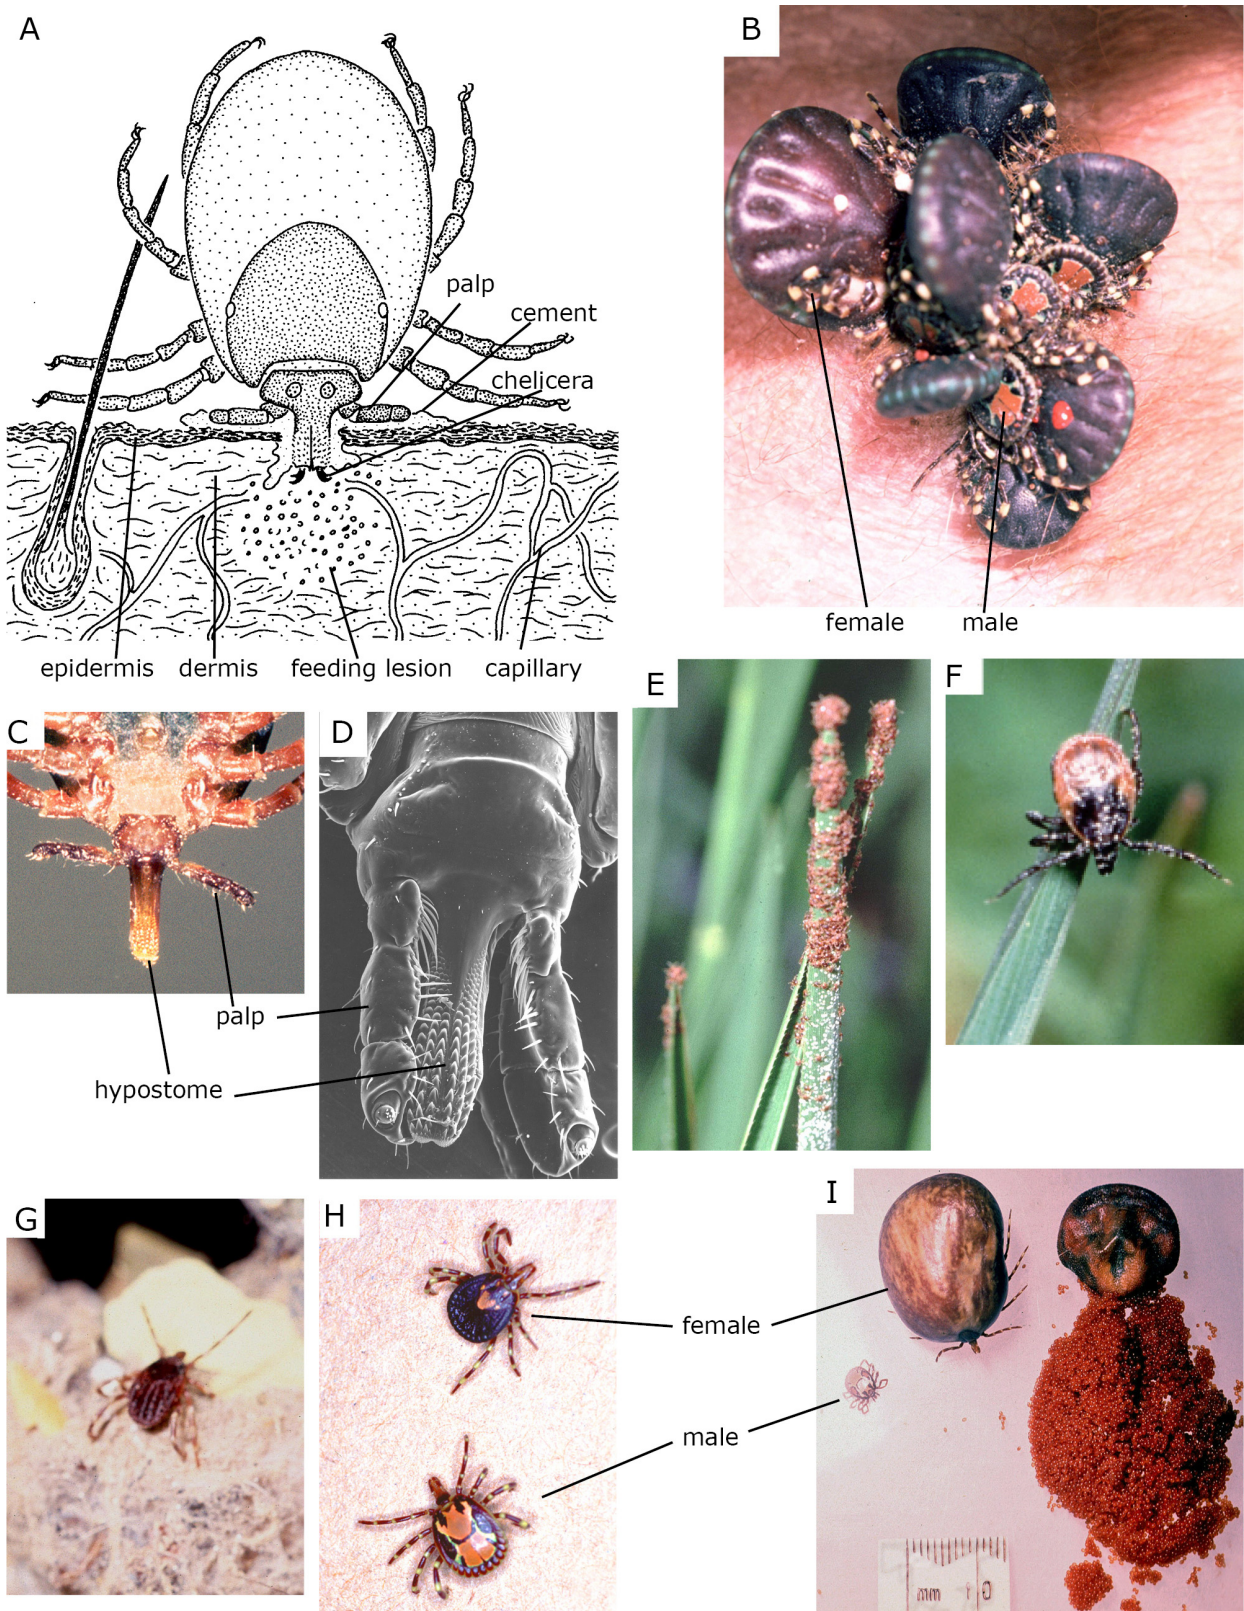 A
B
palp
cement
chelicera
epidermis dermis feeding lesion capillary
female male
C
D
E
F
palp
hypostome
G
H
I
female
male
mm 10